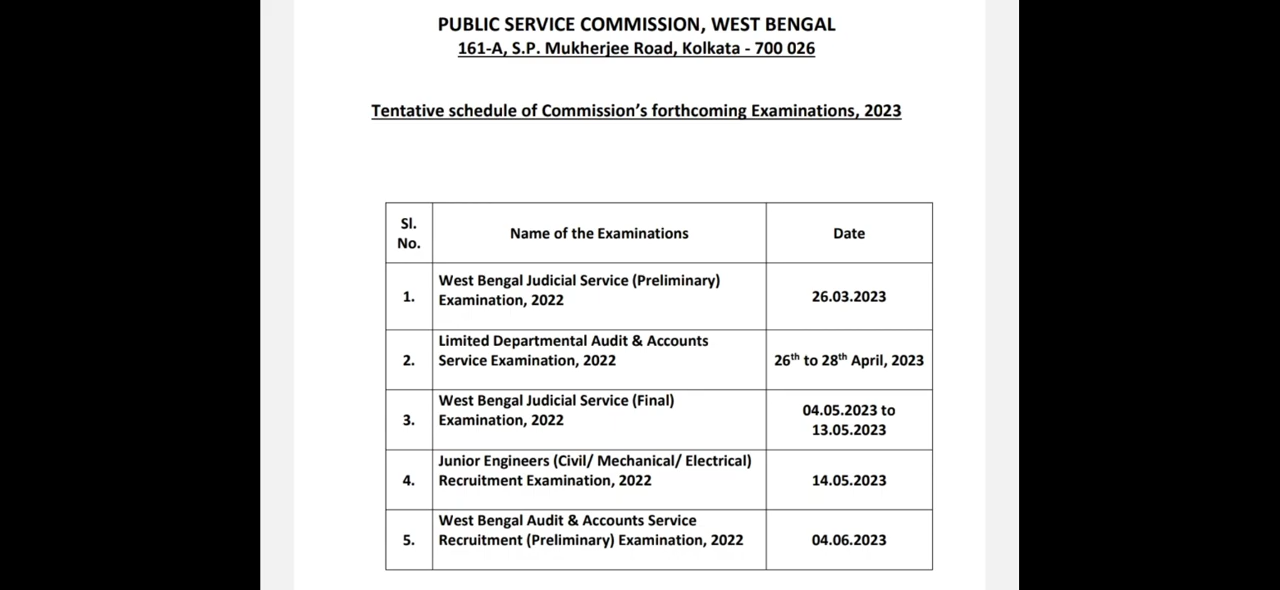 PUBLIC SERVICE COMMISSION, WEST BENGAL
161-A, S.P. Mukherjee Road, Kolkata - 700 026
Tentative schedule of Commission's forthcoming Examinations, 2023
Sl.
No.
Name of the Examinations
Date
1.
West Bengal Judicial Service (Preliminary)
Examination, 2022
26.03.2023
2.
Limited Departmental Audit & Accounts
Service Examination, 2022
26th to 28th April, 2023
3.
West Bengal Judicial Service (Final)
Examination, 2022
04.05.2023 to
13.05.2023
4.
Junior Engineers (Civil/ Mechanical/ Electrical)
Recruitment Examination, 2022
14.05.2023
5.
West Bengal Audit & Accounts Service
Recruitment (Preliminary) Examination, 2022
04.06.2023